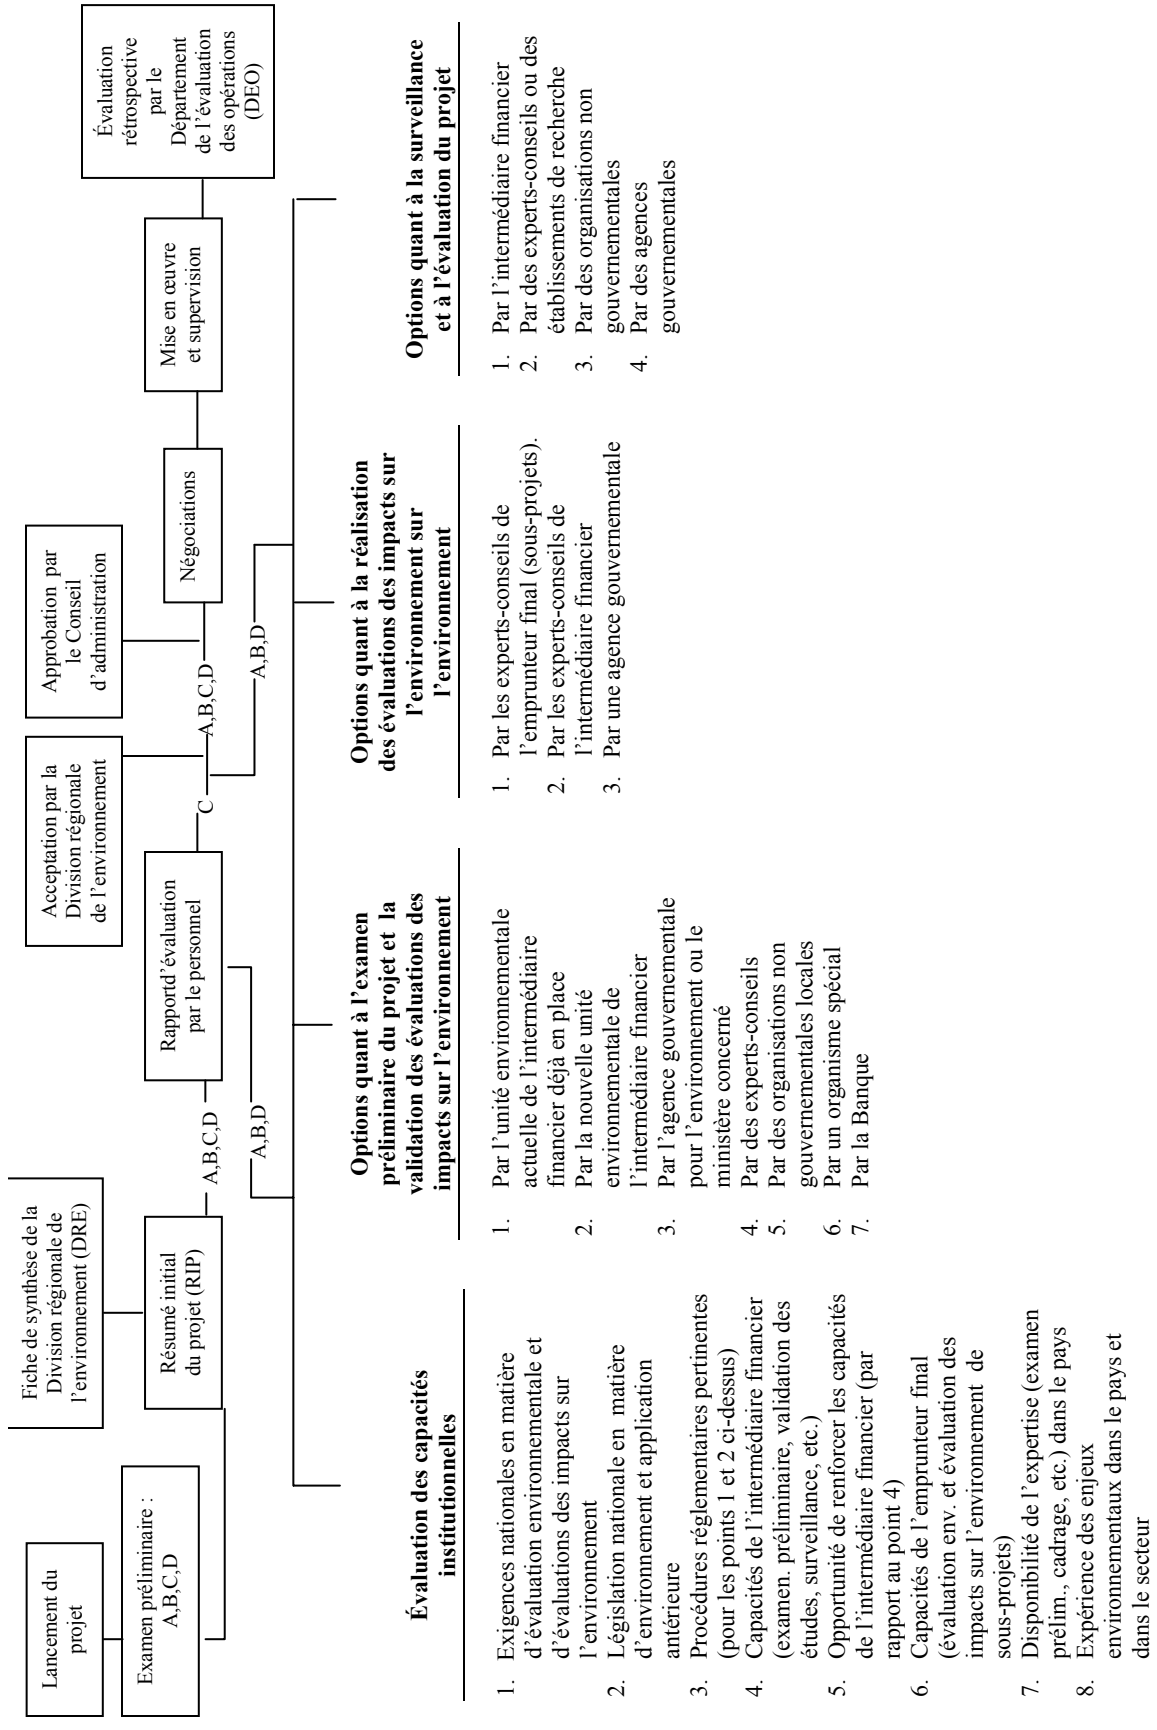 Lancement du
projet
Examen préliminaire :
A,B,C,D
Fiche de synthèse de la
Division régionale de
l'environnement (DRE)
Résumé initial
du projet (RIP)
A,B,C,D
Rapportd'évaluation
par le personnel
A,B,D
Acceptation par la
Division régionale
de l'environnement
C
A,B,C,D
A,B,D
Approbation par
le Conseil
d'administration
Négociations
Mise en œuvre
et supervision
Évaluation
rétrospective
par le
Département
de l'évaluation
des opérations
(DEO)
Évaluation des capacités
institutionnelles
1. Exigences nationales en matière
d'évaluation environnementale et
d'évaluations des impacts sur
l'environnement
2. Législation nationale en matière
d'environnement et application
antérieure
3. Procédures réglementaires pertinentes
(pour les points 1 et 2 ci-dessus)
4. Capacités de l'intermédiaire financier
(examen. préliminaire, validation des
études, surveillance, etc.)
5. Opportunité de renforcer les capacités
de l'intermédiaire financier (par
rapport au point 4)
6. Capacités de l'emprunteur final
(évaluation env. et évaluation des
impacts sur l'environnement de
sous-projets)
7. Disponibilité de l'expertise (examen
prélim., cadrage, etc.) dans le pays
8. Expérience des enjeux
environnementaux dans le pays et
dans le secteur
Options quant à l'examen
préliminaire du projet et la
validation des évaluations des
impacts sur l'environnement
1. Par l'unité environnementale
actuelle de l'intermédiaire
financier déjà en place
2. Par la nouvelle unité
environnementale de
l'intermédiaire financier
3. Par l'agence gouvernementale
pour l'environnement ou le
ministère concerné
4. Par des experts-conseils
5. Par des organisations non
gouvernementales locales
6. Par un organisme spécial
7. Par la Banque
Options quant à la réalisation
des évaluations des impacts sur
l'environnement sur
l'environnement
1. Par les experts-conseils de
l'emprunteur final (sous-projets).
2. Par les experts-conseils de
l'intermédiaire financier
3. Par une agence gouvernementale
Options quant à la surveillance
et à l'évaluation du projet
1. Par l'intermédiaire financier
2. Par des experts-conseils ou des
établissements de recherche
3. Par des organisations non
gouvernementales
4. Par des agences
gouvernementales